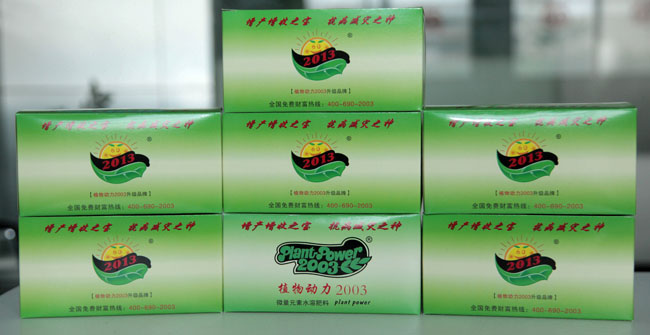 增产增收之宝 抗病减灾之神
2013
®
【植物动力2003升级品牌】
全国免费财富热线：400-690-2003
增产增收之宝 抗病减灾之神
2013
®
【植物动力2003升级品牌】
全国免费财富热线：400-690-2003
增产增收之宝 抗病减灾之神
2013
®
【植物动力2003升级品牌】
全国免费财富热线：400-690-2003
增产增收之宝 抗病减灾之神
2013
®
【植物动力2003升级品牌】
全国免费财富热线：400-690-2003
增产增收之宝 抗病减灾之神
2013
®
【植物动力2003升级品牌】
全国免费财富热线：400-690-2003
增产增收之宝 抗病减灾之神
Plant-Power ®
2003
植物动力2003
微量元素水溶肥料 plant power
增产增收之宝 抗病减灾之神
2013
®
【植物动力2003升级品牌】
全国免费财富热线：400-690-2003